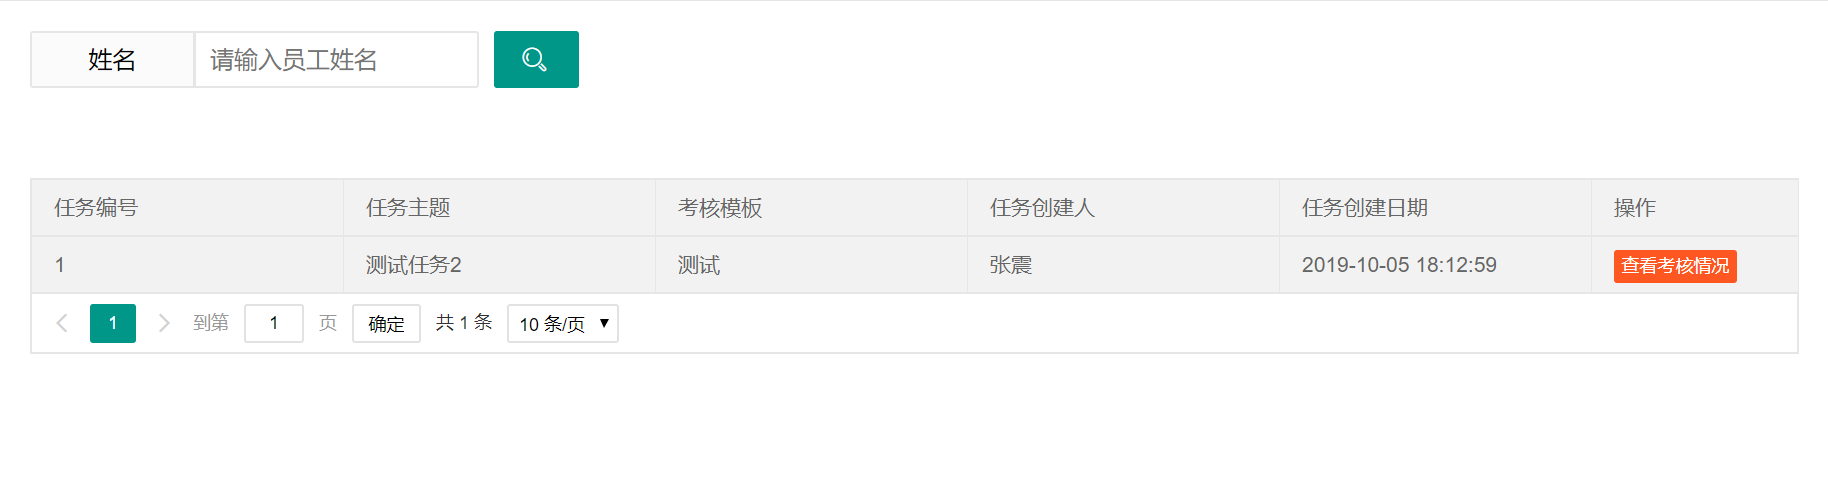 姓名 请输入员工姓名
任务编号 任务主题 考核模板 任务创建人 任务创建日期 操作
1 测试任务2 测试 张震 2019-10-05 18:12:59 查看考核情况
1 到第 1 页 确定 共 1 条 10 条/页